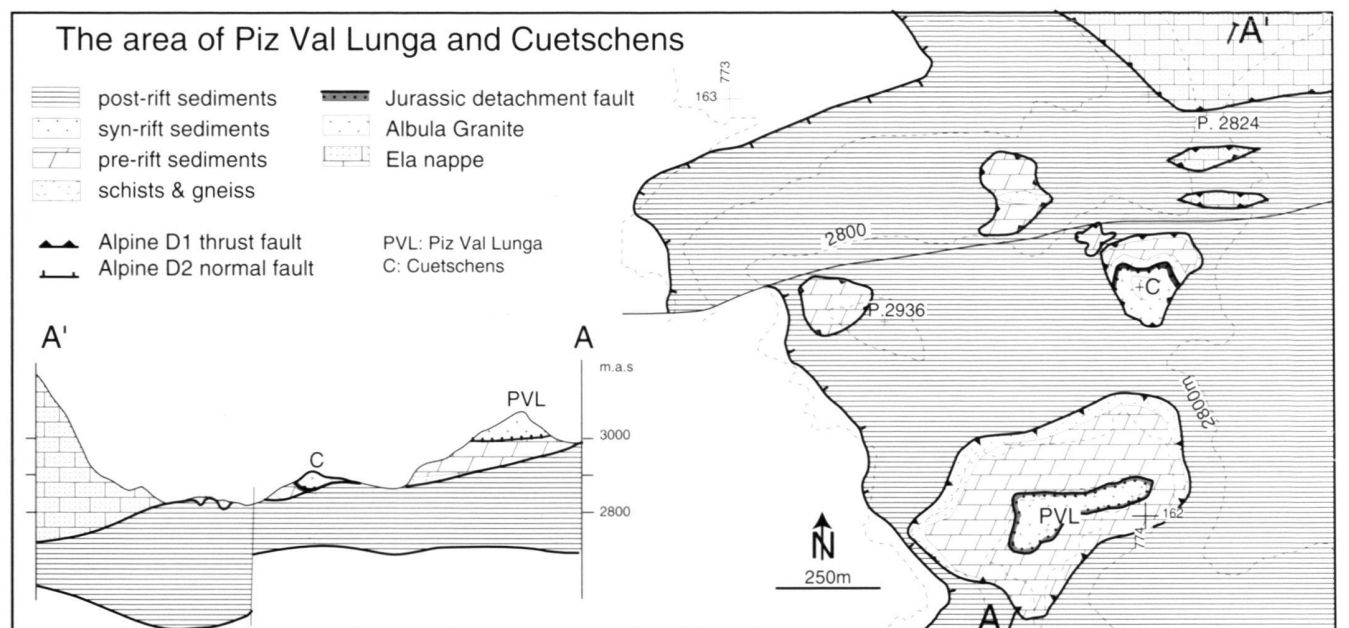 The area of Piz Val Lunga and Cuetschens
post-rift sediments
syn-rift sediments
pre-rift sediments
schists & gneiss
Jurassic detachment fault
Albula Granite
Ela nappe
Alpine D1 thrust fault
Alpine D2 normal fault
PVL: Piz Val Lunga
C: Cuetschens
A'
A
m.a.s
PVL
3000
C
2800
773
163
A'
P. 2824
2800
C
P.2936
2800m
PVL
162
774
N
250m
A